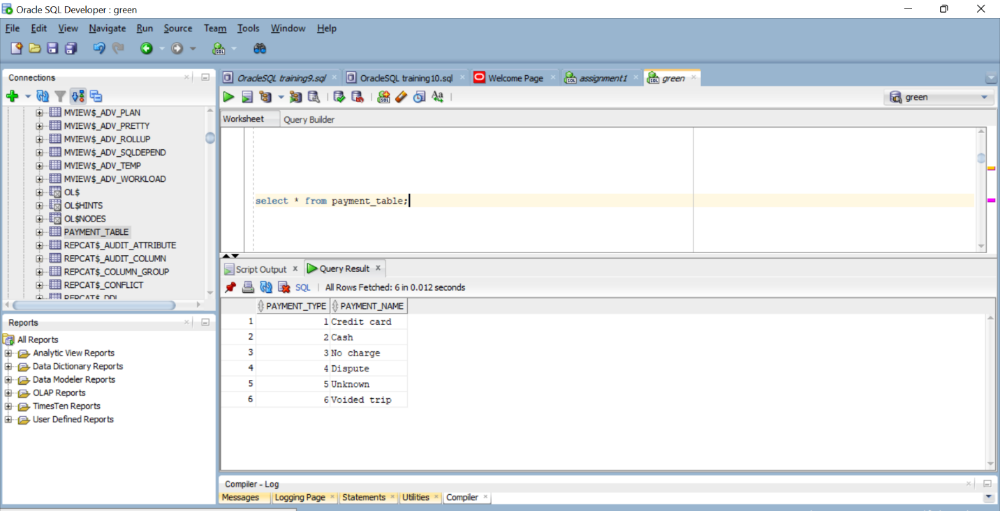 Oracle SQL Developer : green
File Edit View Navigate Run Source Team Tools Window Help
Connections
MVIEW$_ADV_PLAN
MVIEW$_ADV_PRETTY
MVIEW$_ADV_ROLLUP
MVIEW$_ADV_SQLDEPEND
MVIEW$_ADV_TEMP
MVIEW$_ADV_WORKLOAD
OL$
OL$HINTS
OL$NODES
PAYMENT_TABLE
REPCAT$_AUDIT_ATTRIBUTE
REPCAT$_AUDIT_COLUMN
REPCAT$_COLUMN_GROUP
REPCAT$_CONFLICT
REPCAT$_DDL
Reports
All Reports
Analytic View Reports
Data Dictionary Reports
Data Modeler Reports
OLAP Reports
TimesTen Reports
User Defined Reports
OracleSQL training9.sql OracleSQL training10.sql Welcome Page assignment1 green
green
Worksheet Query Builder
select * from payment_table;
Script Output Query Result
SQL All Rows Fetched: 6 in 0.012 seconds
PAYMENT_TYPE PAYMENT_NAME
1 1 Credit card
2 2 Cash
3 3 No charge
4 4 Dispute
5 5 Unknown
6 6 Voided trip
Compiler - Log
Messages Logging Page Statements Utilities Compiler